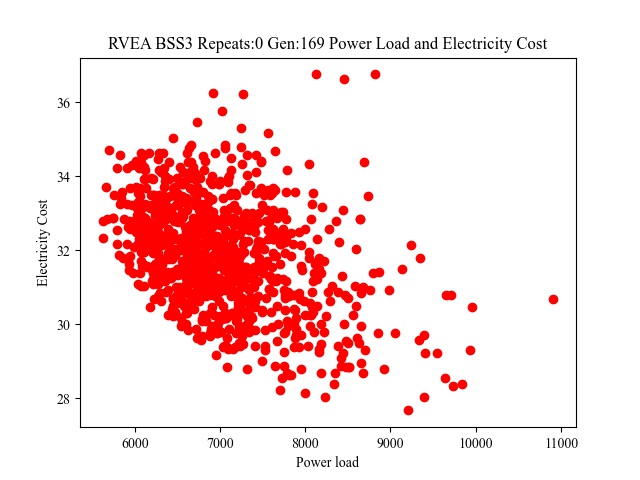 RVEA BSS3 Repeats:0 Gen:169 Power Load and Electricity Cost
36
34
32
30
28
Electricity Cost
6000 7000 8000 9000 10000 11000
Power load